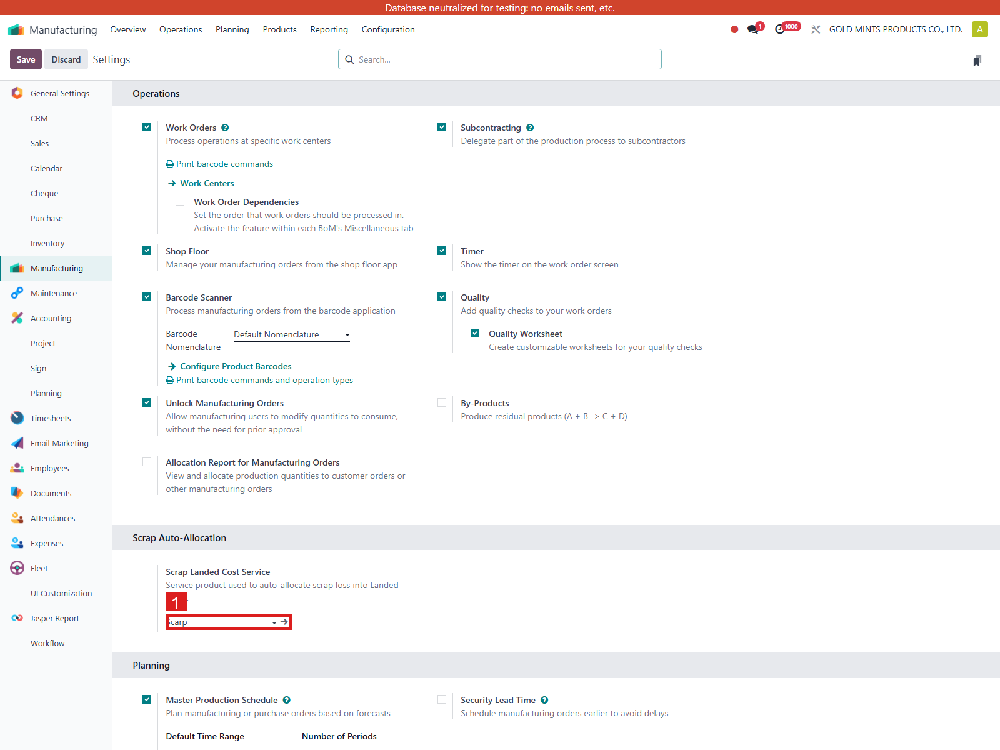 Database neutralized for testing: no emails sent, etc.
Manufacturing Overview Operations Planning Products Reporting Configuration 1 1000 GOLD MINTS PRODUCTS CO., LTD. A
Save Discard Settings Search...
General Settings
CRM
Sales
Calendar
Cheque
Purchase
Inventory
Manufacturing
Maintenance
Accounting
Project
Sign
Planning
Timesheets
Email Marketing
Employees
Documents
Attendances
Expenses
Fleet
UI Customization
Jasper Report
Workflow
Operations
Work Orders ?
Process operations at specific work centers
Print barcode commands
Work Centers
Work Order Dependencies
Set the order that work orders should be processed in.
Activate the feature within each BoM's Miscellaneous tab
Subcontracting ?
Delegate part of the production process to subcontractors
Shop Floor
Manage your manufacturing orders from the shop floor app
Timer
Show the timer on the work order screen
Barcode Scanner
Process manufacturing orders from the barcode application
Barcode
Nomenclature
Default Nomenclature
Configure Product Barcodes
Print barcode commands and operation types
Quality
Add quality checks to your work orders
Quality Worksheet
Create customizable worksheets for your quality checks
Unlock Manufacturing Orders
Allow manufacturing users to modify quantities to consume,
without the need for prior approval
By-Products
Produce residual products (A + B -> C + D)
Allocation Report for Manufacturing Orders
View and allocate production quantities to customer orders or
other manufacturing orders
Scrap Auto-Allocation
Scrap Landed Cost Service
Service product used to auto-allocate scrap loss into Landed
1
Scarp
Planning
Master Production Schedule ?
Plan manufacturing or purchase orders based on forecasts
Default Time Range Number of Periods
Security Lead Time ?
Schedule manufacturing orders earlier to avoid delays